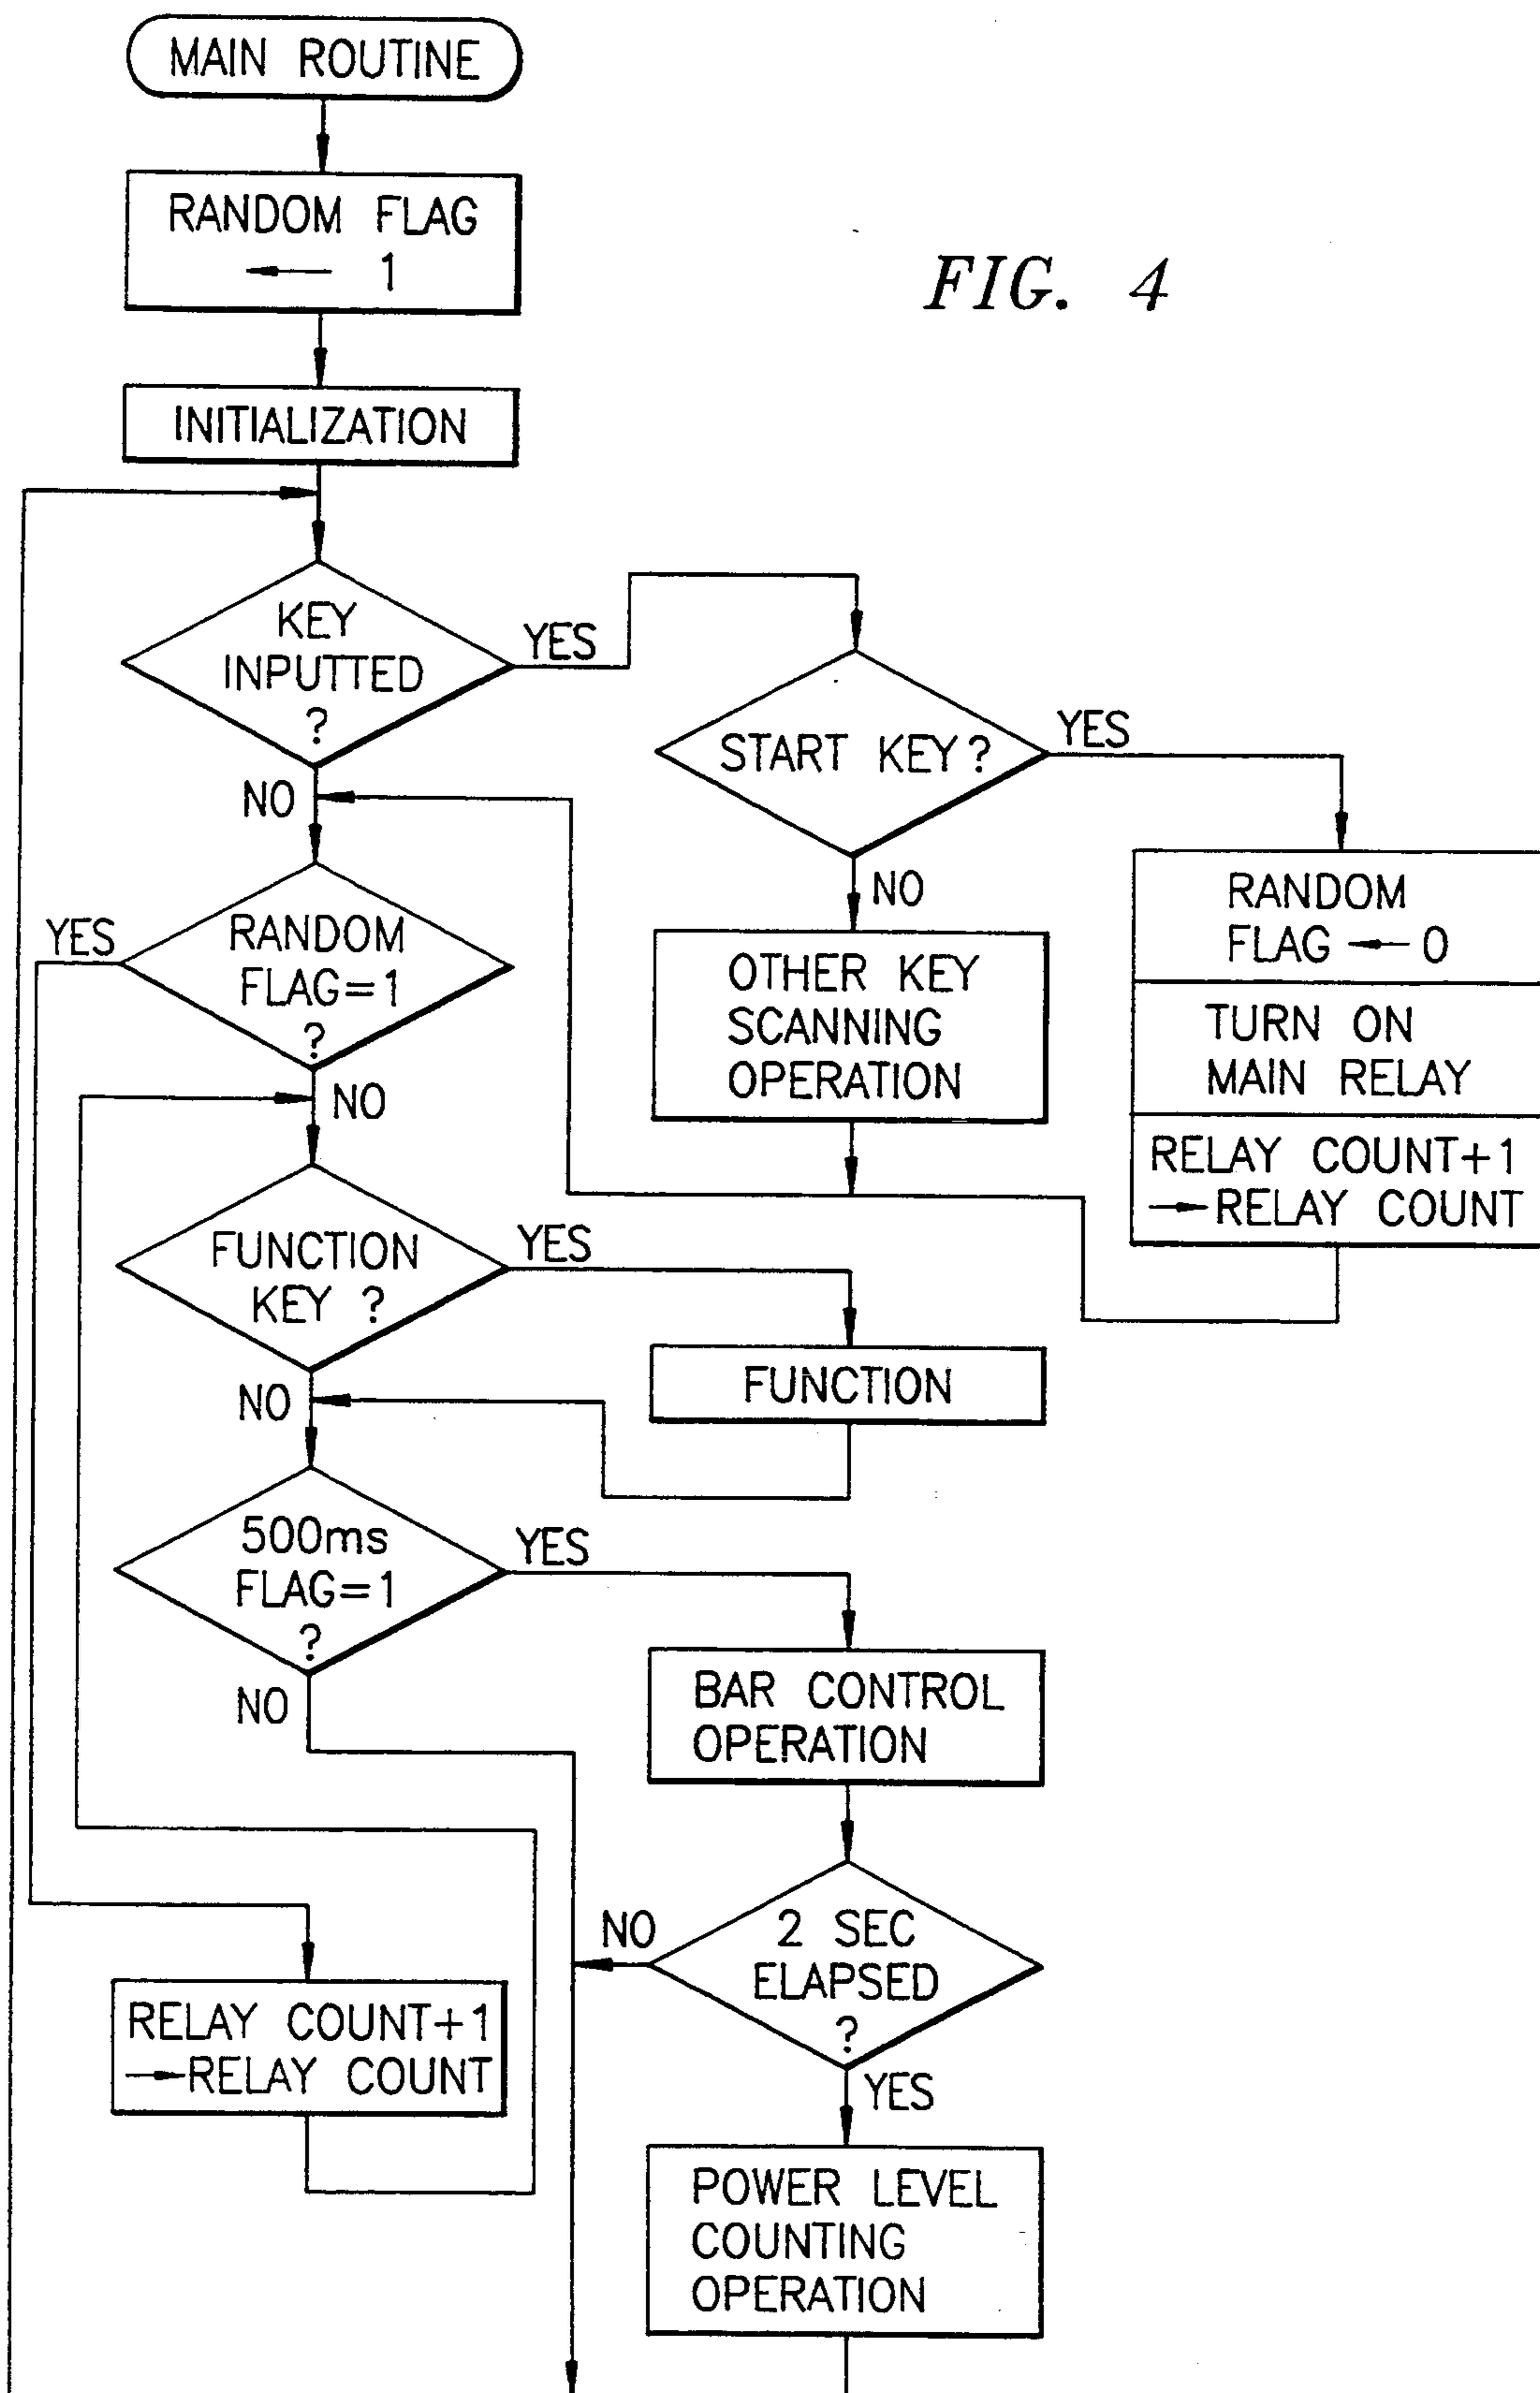 MAIN ROUTINE
RANDOM FLAG
← 1
FIG. 4
INITIALIZATION
KEY
INPUTTED
?
YES
NO
START KEY?
YES
NO
RANDOM
FLAG ← 0
TURN ON
MAIN RELAY
RELAY COUNT+1
→RELAY COUNT
OTHER KEY
SCANNING
OPERATION
YES
RANDOM
FLAG=1
?
NO
FUNCTION
KEY ?
YES
FUNCTION
NO
500ms
FLAG=1
?
YES
NO
BAR CONTROL
OPERATION
2 SEC
ELAPSED
?
NO
YES
RELAY COUNT+1
→RELAY COUNT
POWER LEVEL
COUNTING
OPERATION